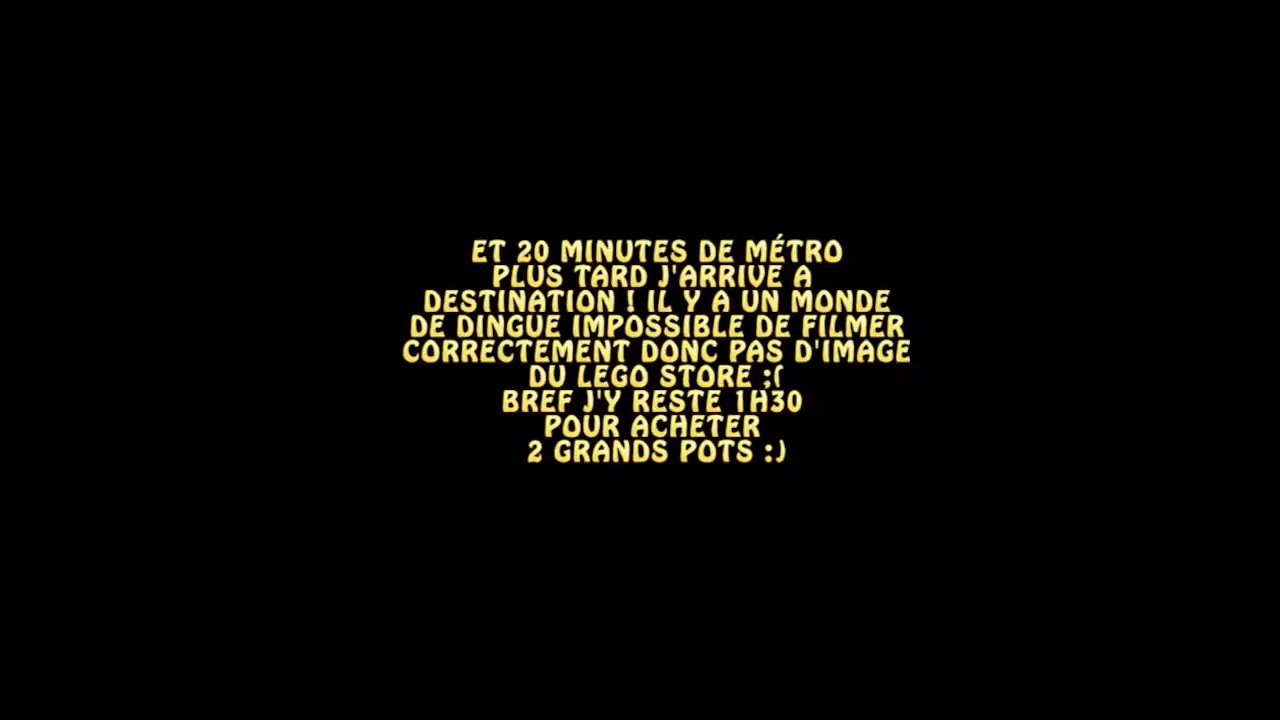 ET 20 MINUTES DE MÉTRO
PLUS TARD J'ARRIVE A
DESTINATION ! IL Y A UN MONDE
DE DINGUE IMPOSSIBLE DE FILMER
CORRECTEMENT DONC PAS D'IMAGE
DU LEGO STORE ;(
BREF J'Y RESTE 1H30
POUR ACHETER
2 GRANDS POTS :)